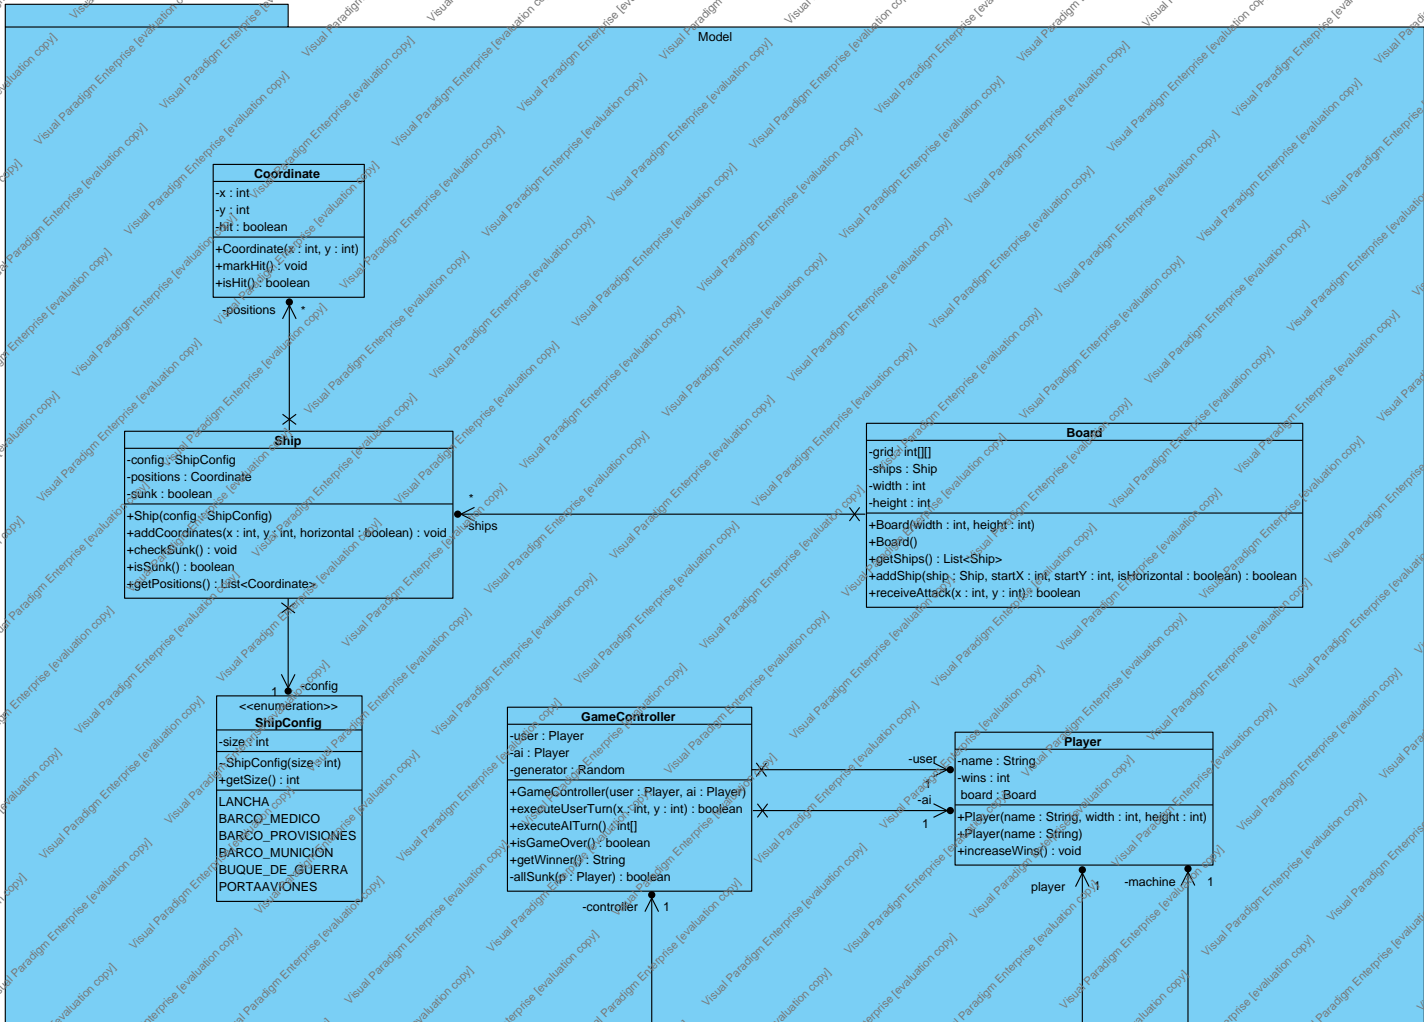 Model
Coordinate
-x : int
-y : int
-hit : boolean
+Coordinate(x : int, y : int)
+markHit() : void
+isHit() : boolean
-positions
*
Ship
-config : ShipConfig
-positions : Coordinate
-sunk : boolean
+Ship(config : ShipConfig)
+addCoordinates(x : int, y : int, horizontal : boolean) : void
+checkSunk() : void
+isSunk() : boolean
+getPositions() : List<Coordinate>
*
-ships
Board
-grid : int[][]
-ships : Ship
-width : int
-height : int
+Board(width : int, height : int)
+Board()
+getShips() : List<Ship>
+addShip(ship : Ship, startX : int, startY : int, isHorizontal : boolean) : boolean
+receiveAttack(x : int, y : int) : boolean
1
-config
<<enumeration>>
ShipConfig
-size : int
~ShipConfig(size : int)
+getSize() : int
LANCHA
BARCO_MEDICO
BARCO_PROVISIONES
BARCO_MUNICION
BUQUE_DE_GUERRA
PORTAAVIONES
GameController
-user : Player
-ai : Player
-generator : Random
+GameController(user : Player, ai : Player)
+executeUserTurn(x : int, y : int) : boolean
+executeAITurn() : int[]
+isGameOver() : boolean
+getWinner() : String
-allSunk(p : Player) : boolean
-controller
1
-user
1
-ai
1
Player
-name : String
-wins : int
board : Board
+Player(name : String, width : int, height : int)
+Player(name : String)
+increaseWins() : void
player
1
-machine
1
Visual Paradigm Enterprise [evaluation copy]